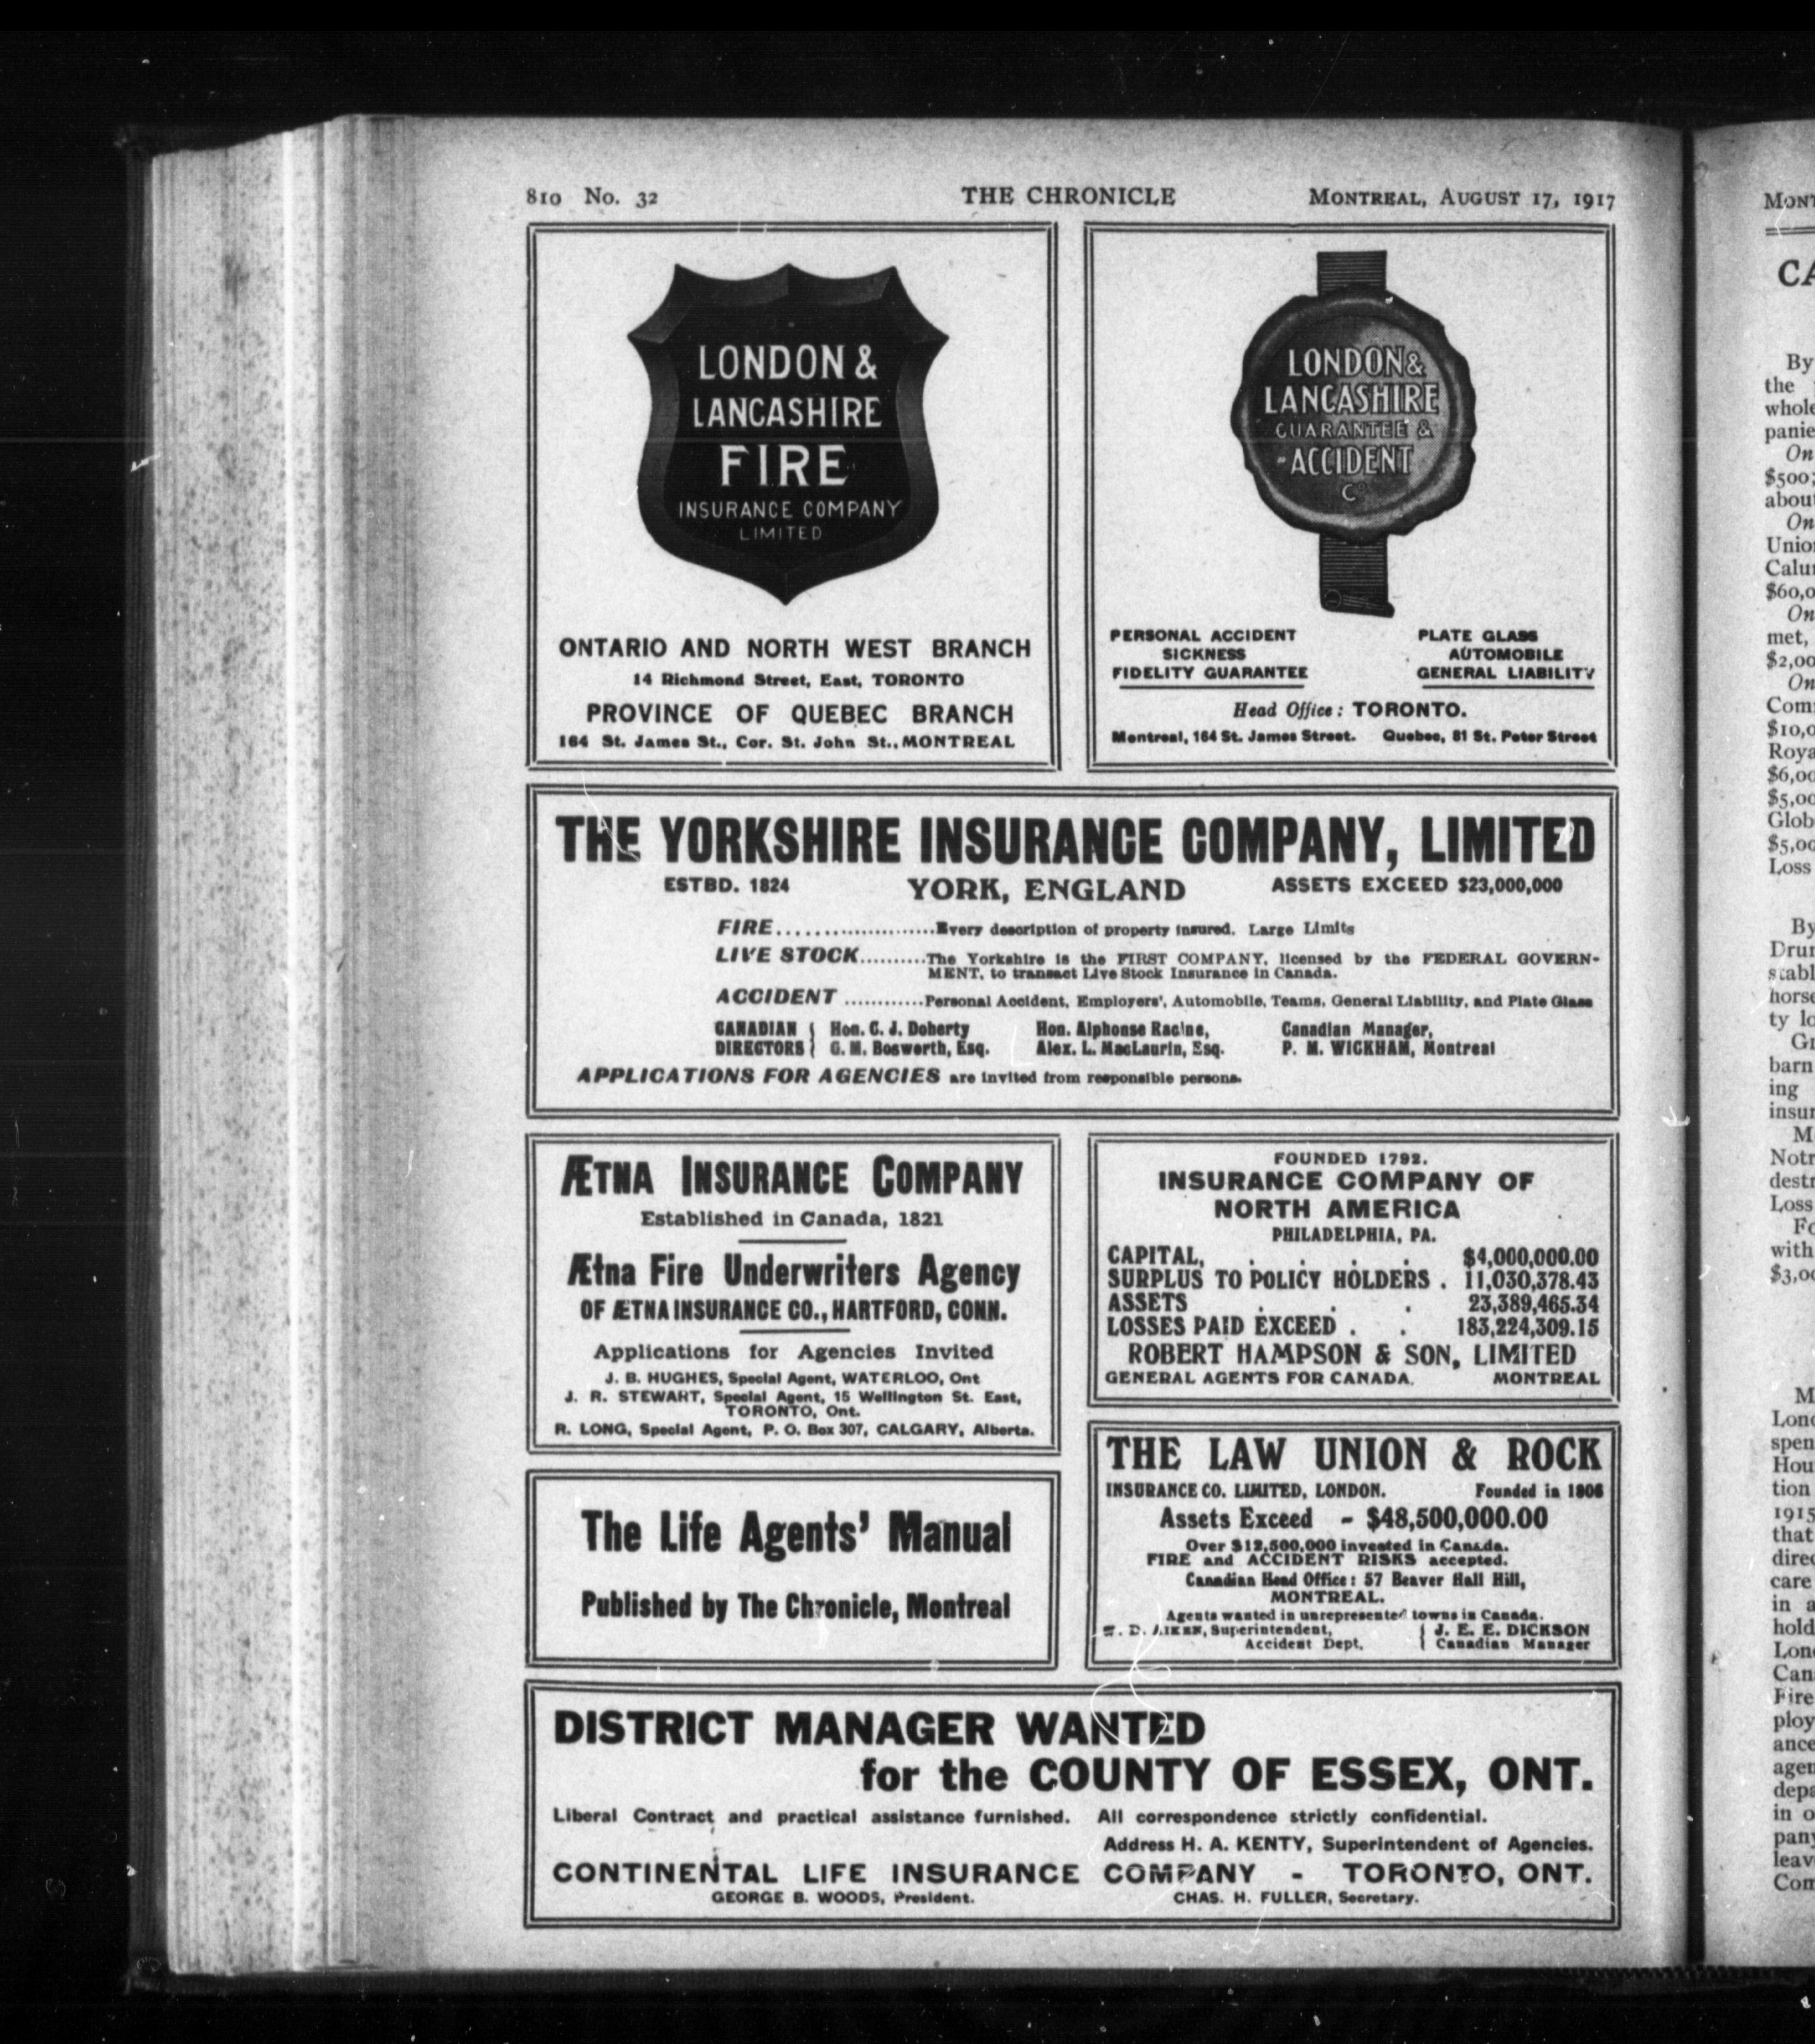 810 No. 32 THE CHRONICLE MONTREAL, AUGUST 17, 1917
LONDON &
LANCASHIRE
FIRE
INSURANCE COMPANY
LIMITED
ONTARIO AND NORTH WEST BRANCH
14 Richmond Street, East, TORONTO
PROVINCE OF QUEBEC BRANCH
164 St. James St., Cor. St. John St., MONTREAL
LONDON &
LANCASHIRE
GUARANTEE &
ACCIDENT
Co
PERSONAL ACCIDENT
SICKNESS
FIDELITY GUARANTEE
PLATE GLASS
AUTOMOBILE
GENERAL LIABILITY
Head Office: TORONTO.
Montreal, 164 St. James Street. Quebec, 81 St. Peter Street
THE YORKSHIRE INSURANCE COMPANY, LIMITED
ESTBD. 1824 YORK, ENGLAND ASSETS EXCEED $23,000,000
FIRE....................Every description of property insured. Large Limits
LIVE STOCK..........The Yorkshire is the FIRST COMPANY, licensed by the FEDERAL GOVERN-
MENT, to transact Live Stock Insurance in Canada.
ACCIDENT ............Personal Accident, Employers', Automobile, Teams, General Liability, and Plate Glass
CANADIAN { Hon. C. J. Doherty Hon. Alphonse Racine, Canadian Manager,
DIRECTORS { G. M. Bosworth, Esq. Alex. L. MacLaurin, Esq. P. M. WICKHAM, Montreal
APPLICATIONS FOR AGENCIES are invited from responsible persons.
ÆTNA INSURANCE COMPANY
Established in Canada, 1821
Ætna Fire Underwriters Agency
OF ÆTNA INSURANCE CO., HARTFORD, CONN.
Applications for Agencies Invited
J. B. HUGHES, Special Agent, WATERLOO, Ont
J. R. STEWART, Special Agent, 15 Wellington St. East,
TORONTO, Ont.
R. LONG, Special Agent, P. O. Box 307, CALGARY, Alberta.
The Life Agents' Manual
Published by The Chronicle, Montreal
FOUNDED 1792.
INSURANCE COMPANY OF
NORTH AMERICA
PHILADELPHIA, PA.
CAPITAL, . . . . $4,000,000.00
SURPLUS TO POLICY HOLDERS . 11,030,378.43
ASSETS . . . 23,389,465.34
LOSSES PAID EXCEED . . 183,224,309.15
ROBERT HAMPSON & SON, LIMITED
GENERAL AGENTS FOR CANADA. MONTREAL
THE LAW UNION & ROCK
INSURANCE CO. LIMITED, LONDON. Founded in 1806
Assets Exceed - $48,500,000.00
Over $12,500,000 invested in Canada.
FIRE and ACCIDENT RISKS accepted.
Canadian Head Office: 57 Beaver Hall Hill,
MONTREAL.
Agents wanted in unrepresented towns in Canada.
W. D. AIKEN, Superintendent, { J. E. E. DICKSON
Accident Dept. { Canadian Manager
DISTRICT MANAGER WANTED
for the COUNTY OF ESSEX, ONT.
Liberal Contract and practical assistance furnished. All correspondence strictly confidential.
Address H. A. KENTY, Superintendent of Agencies.
CONTINENTAL LIFE INSURANCE COMPANY - TORONTO, ONT.
GEORGE B. WOODS, President. CHAS. H. FULLER, Secretary.